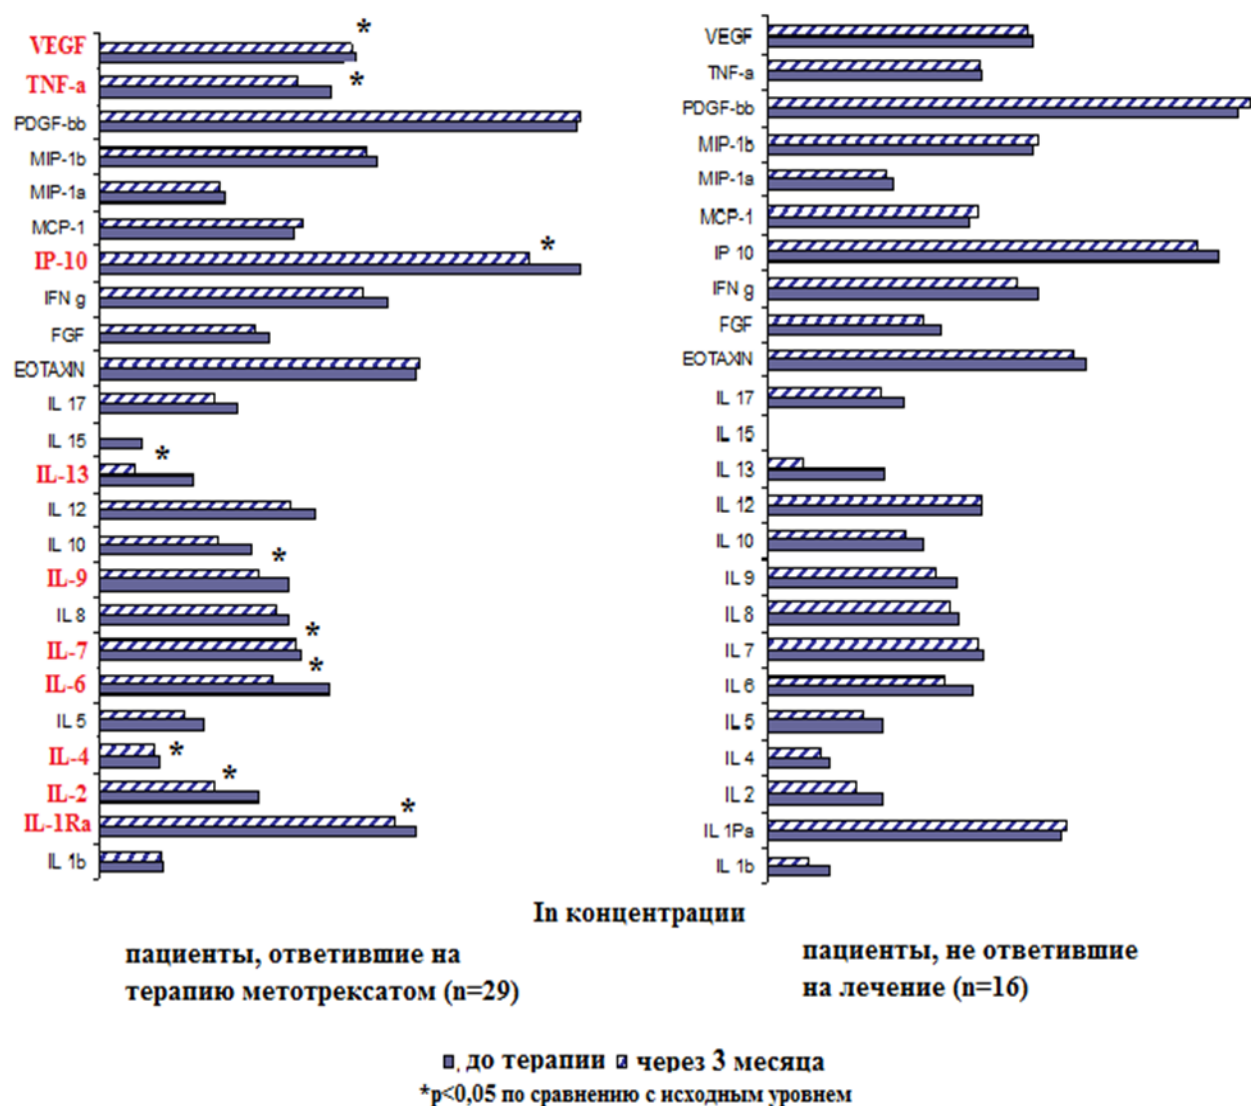 VEGF *
TNF-a *
PDGF-bb
MIP-1b
MIP-1a
MCP-1
IP-10 *
IFN g
FGF
EOTAXIN
IL 17
IL 15
IL-13 *
IL 12
IL 10
IL-9 *
IL 8
IL-7 *
IL-6 *
IL 5
IL-4 *
IL-2 *
IL-1Ra *
IL 1b
VEGF
TNF-a
PDGF-bb
MIP-1b
MIP-1a
MCP-1
IP 10
IFN g
FGF
EOTAXIN
IL 17
IL 15
IL 13
IL 12
IL 10
IL 9
IL 8
IL 7
IL 6
IL 5
IL 4
IL 2
IL 1Pa
IL 1b
In концентрации
пациенты, ответившие на
терапию метотрексатом (n=29)
пациенты, не ответившие
на лечение (n=16)
до терапии через 3 месяца
*p<0,05 по сравнению с исходным уровнем